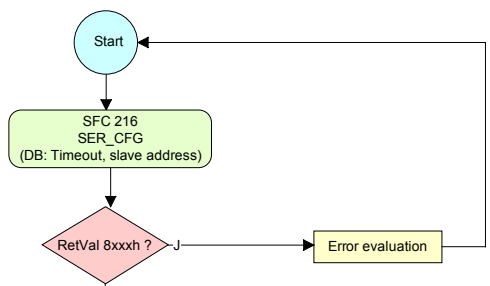 Start
SFC 216
SER_CFG
(DB: Timeout, slave address)
RetVal 8xxxh ?
J
Error evaluation